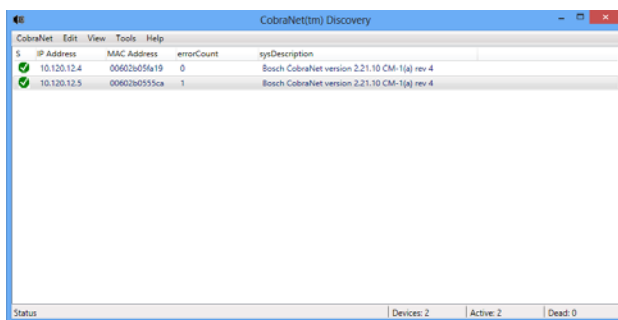 CobraNet(tm) Discovery
CobraNet Edit View Tools Help
S IP Address MAC Address errorCount sysDescription
10.120.12.4 00602b05fa19 0 Bosch CobraNet version 2.21.10 CM-1(a) rev 4
10.120.12.5 00602b0555ca 1 Bosch CobraNet version 2.21.10 CM-1(a) rev 4
Status Devices: 2 Active: 2 Dead: 0